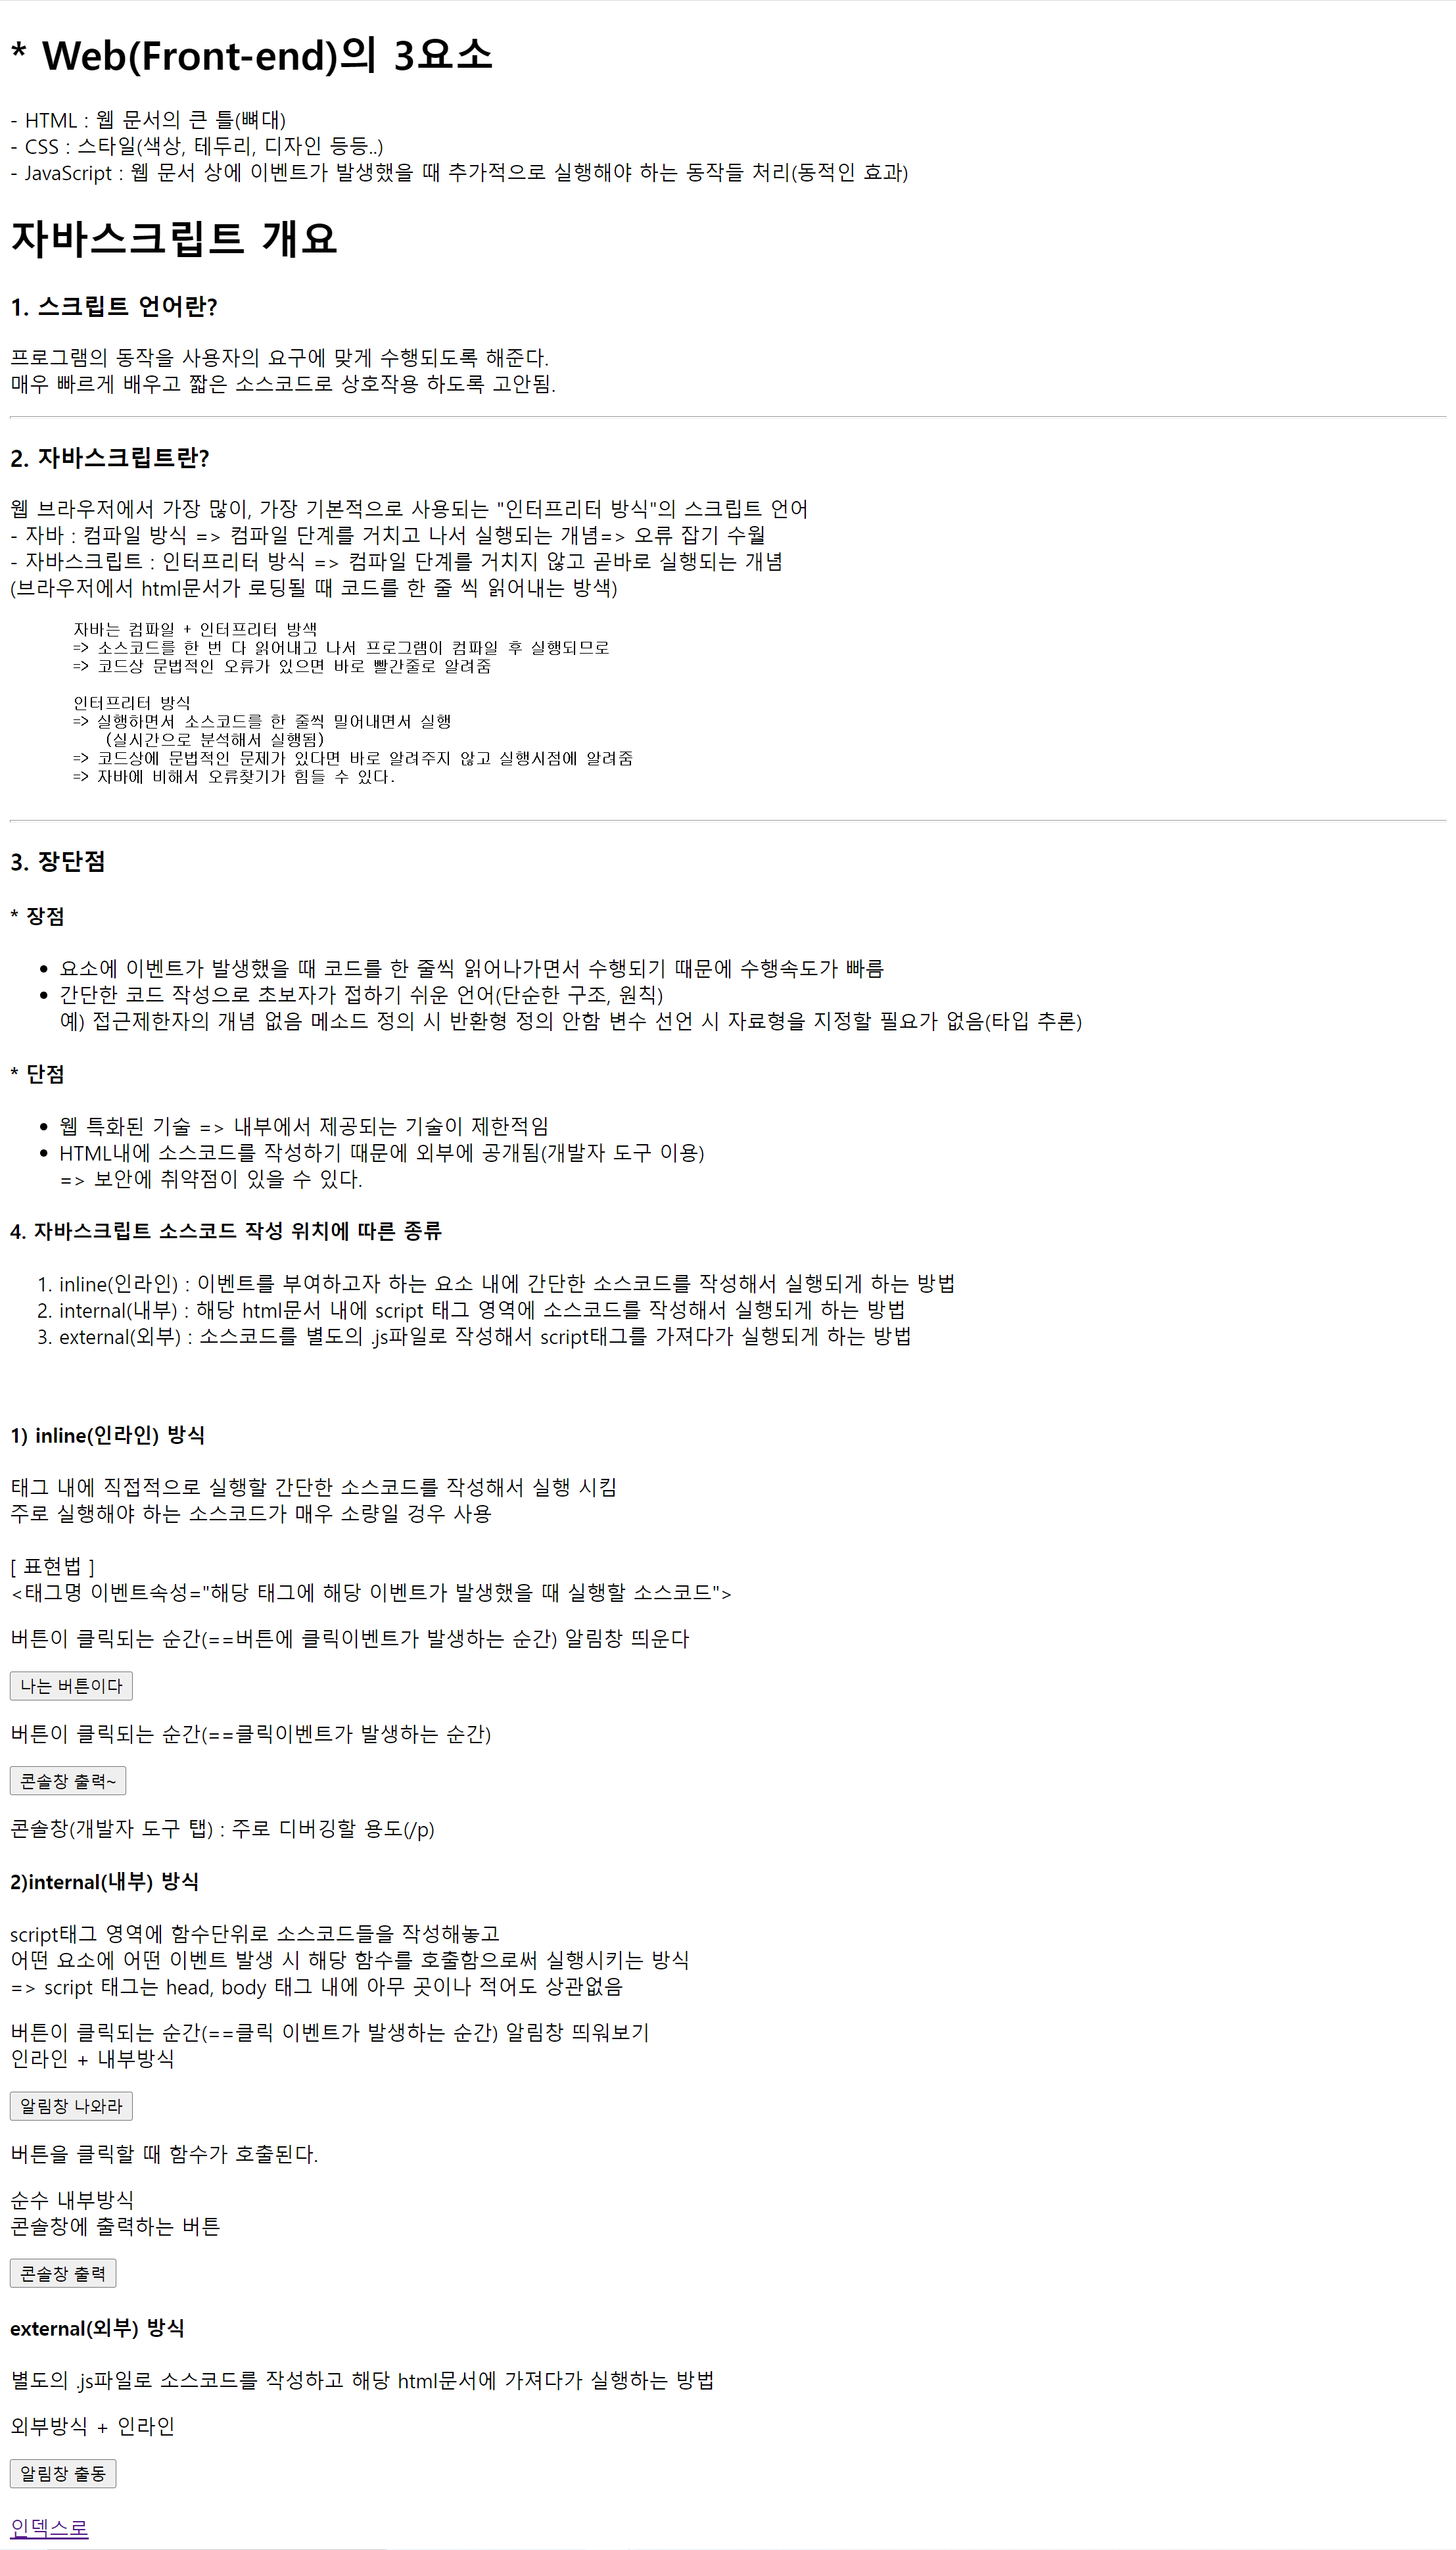 * Web(Front-end)의 3요소
- HTML : 웹 문서의 큰 틀(뼈대)
- CSS : 스타일(색상, 테두리, 디자인 등등..)
- JavaScript : 웹 문서 상에 이벤트가 발생했을 때 추가적으로 실행해야 하는 동작들 처리(동적인 효과)
자바스크립트 개요
1. 스크립트 언어란?
프로그램의 동작을 사용자의 요구에 맞게 수행되도록 해준다.
매우 빠르게 배우고 짧은 소스코드로 상호작용 하도록 고안됨.
2. 자바스크립트란?
웹 브라우저에서 가장 많이, 가장 기본적으로 사용되는 "인터프리터 방식"의 스크립트 언어
- 자바 : 컴파일 방식 => 컴파일 단계를 거치고 나서 실행되는 개념=> 오류 잡기 수월
- 자바스크립트 : 인터프리터 방식 => 컴파일 단계를 거치지 않고 곧바로 실행되는 개념
(브라우저에서 html문서가 로딩될 때 코드를 한 줄 씩 읽어내는 방색)
자바는 컴파일 + 인터프리터 방색
=> 소스코드를 한 번 다 읽어내고 나서 프로그램이 컴파일 후 실행되므로
=> 코드상 문법적인 오류가 있으면 바로 빨간줄로 알려줌
인터프리터 방식
=> 실행하면서 소스코드를 한 줄씩 밀어내면서 실행
(실시간으로 분석해서 실행됨)
=> 코드상에 문법적인 문제가 있다면 바로 알려주지 않고 실행시점에 알려줌
=> 자바에 비해서 오류찾기가 힘들 수 있다.
3. 장단점
* 장점
• 요소에 이벤트가 발생했을 때 코드를 한 줄씩 읽어나가면서 수행되기 때문에 수행속도가 빠름
• 간단한 코드 작성으로 초보자가 접하기 쉬운 언어(단순한 구조, 원칙)
예) 접근제한자의 개념 없음 메소드 정의 시 반환형 정의 안함 변수 선언 시 자료형을 지정할 필요가 없음(타입 추론)
* 단점
• 웹 특화된 기술 => 내부에서 제공되는 기술이 제한적임
• HTML내에 소스코드를 작성하기 때문에 외부에 공개됨(개발자 도구 이용)
=> 보안에 취약점이 있을 수 있다.
4. 자바스크립트 소스코드 작성 위치에 따른 종류
1. inline(인라인) : 이벤트를 부여하고자 하는 요소 내에 간단한 소스코드를 작성해서 실행되게 하는 방법
2. internal(내부) : 해당 html문서 내에 script 태그 영역에 소스코드를 작성해서 실행되게 하는 방법
3. external(외부) : 소스코드를 별도의 .js파일로 작성해서 script태그를 가져다가 실행되게 하는 방법
1) inline(인라인) 방식
태그 내에 직접적으로 실행할 간단한 소스코드를 작성해서 실행 시킴
주로 실행해야 하는 소스코드가 매우 소량일 겅우 사용
[ 표현법 ]
<태그명 이벤트속성="해당 태그에 해당 이벤트가 발생했을 때 실행할 소스코드">
버튼이 클릭되는 순간(==버튼에 클릭이벤트가 발생하는 순간) 알림창 띄운다
나는 버튼이다
버튼이 클릭되는 순간(==클릭이벤트가 발생하는 순간)
콘솔창 출력~
콘솔창(개발자 도구 탭) : 주로 디버깅할 용도(/p)
2)internal(내부) 방식
script태그 영역에 함수단위로 소스코드들을 작성해놓고
어떤 요소에 어떤 이벤트 발생 시 해당 함수를 호출함으로써 실행시키는 방식
=> script 태그는 head, body 태그 내에 아무 곳이나 적어도 상관없음
버튼이 클릭되는 순간(==클릭 이벤트가 발생하는 순간) 알림창 띄워보기
인라인 + 내부방식
알림창 나와라
버튼을 클릭할 때 함수가 호출된다.
순수 내부방식
콘솔창에 출력하는 버튼
콘솔창 출력
external(외부) 방식
별도의 .js파일로 소스코드를 작성하고 해당 html문서에 가져다가 실행하는 방법
외부방식 + 인라인
알림창 출동
인덱스로